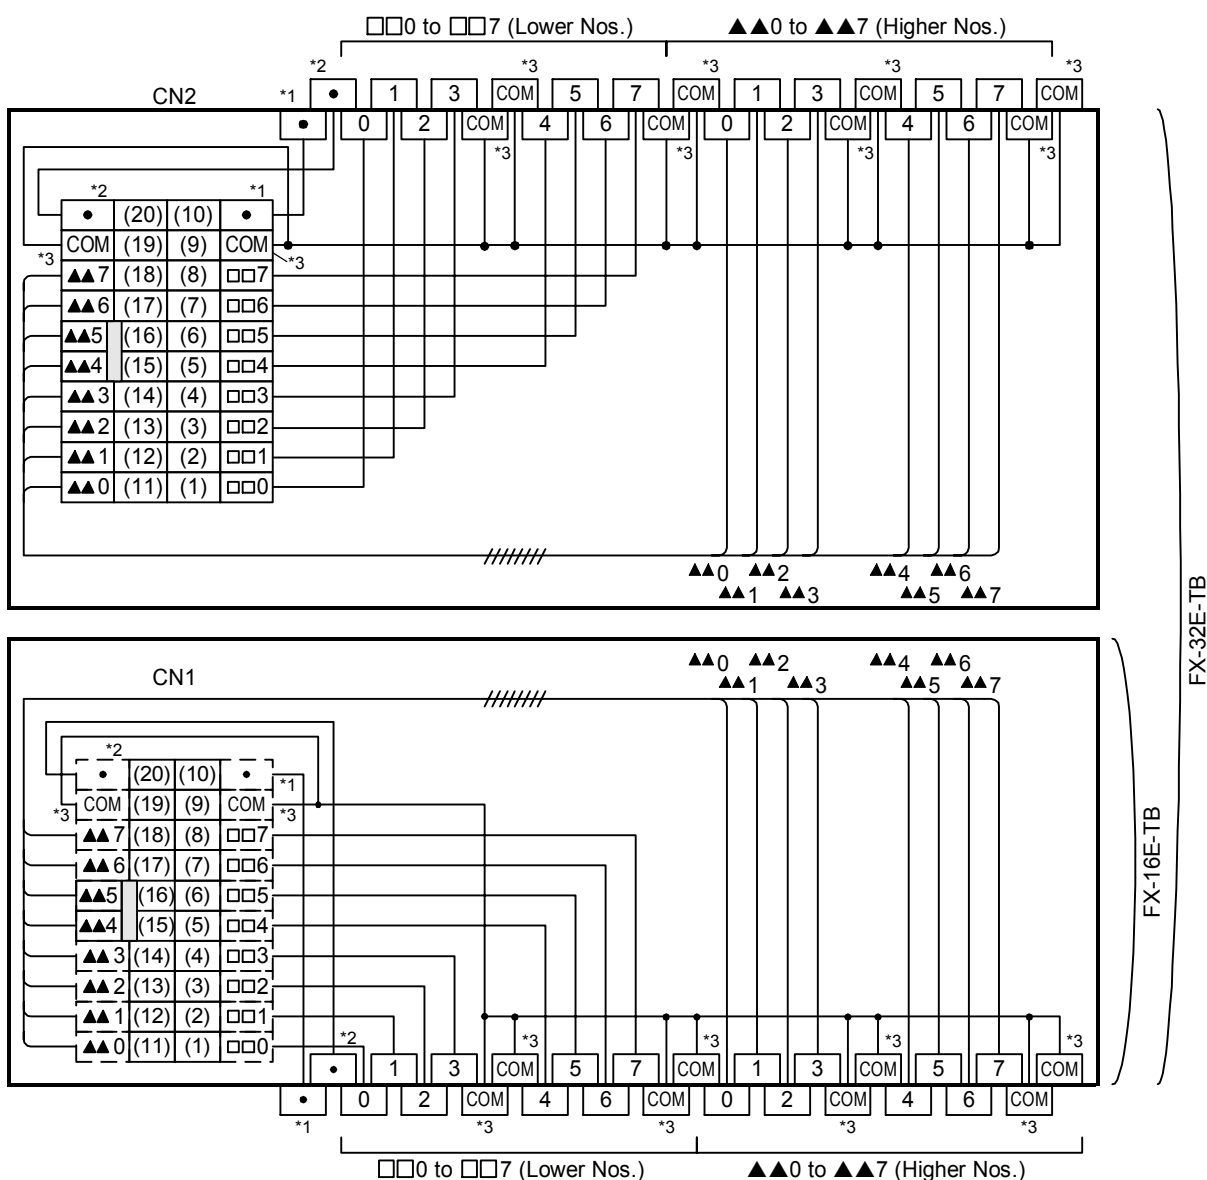 □□0 to □□7 (Lower Nos.) ▲▲0 to ▲▲7 (Higher Nos.)
*2 *3 *3 *3 *3
CN2 *1 • 1 3 COM 5 7 COM 1 3 COM 5 7 COM
• 0 2 COM 4 6 COM 0 2 COM 4 6 COM
*3 *3 *3 *3
*2 *1
• (20) (10) •
COM (19) (9) COM
*3 *3
▲▲7 (18) (8) □□7
▲▲6 (17) (7) □□6
▲▲5 (16) (6) □□5
▲▲4 (15) (5) □□4
▲▲3 (14) (4) □□3
▲▲2 (13) (3) □□2
▲▲1 (12) (2) □□1
▲▲0 (11) (1) □□0
▲▲0 ▲▲2 ▲▲4 ▲▲6
▲▲1 ▲▲3 ▲▲5 ▲▲7
FX-32E-TB
CN1
▲▲0 ▲▲2 ▲▲4 ▲▲6
▲▲1 ▲▲3 ▲▲5 ▲▲7
*2
• (20) (10) •
*1
COM (19) (9) COM
*3 *3
▲▲7 (18) (8) □□7
▲▲6 (17) (7) □□6
▲▲5 (16) (6) □□5
▲▲4 (15) (5) □□4
▲▲3 (14) (4) □□3
▲▲2 (13) (3) □□2
▲▲1 (12) (2) □□1
▲▲0 (11) (1) □□0
FX-16E-TB
*2 *3 *3 *3 *3
• 1 3 COM 5 7 COM 1 3 COM 5 7 COM
• 0 2 COM 4 6 COM 0 2 COM 4 6 COM
*1 *3 *3 *3 *3
□□0 to □□7 (Lower Nos.) ▲▲0 to ▲▲7 (Higher Nos.)